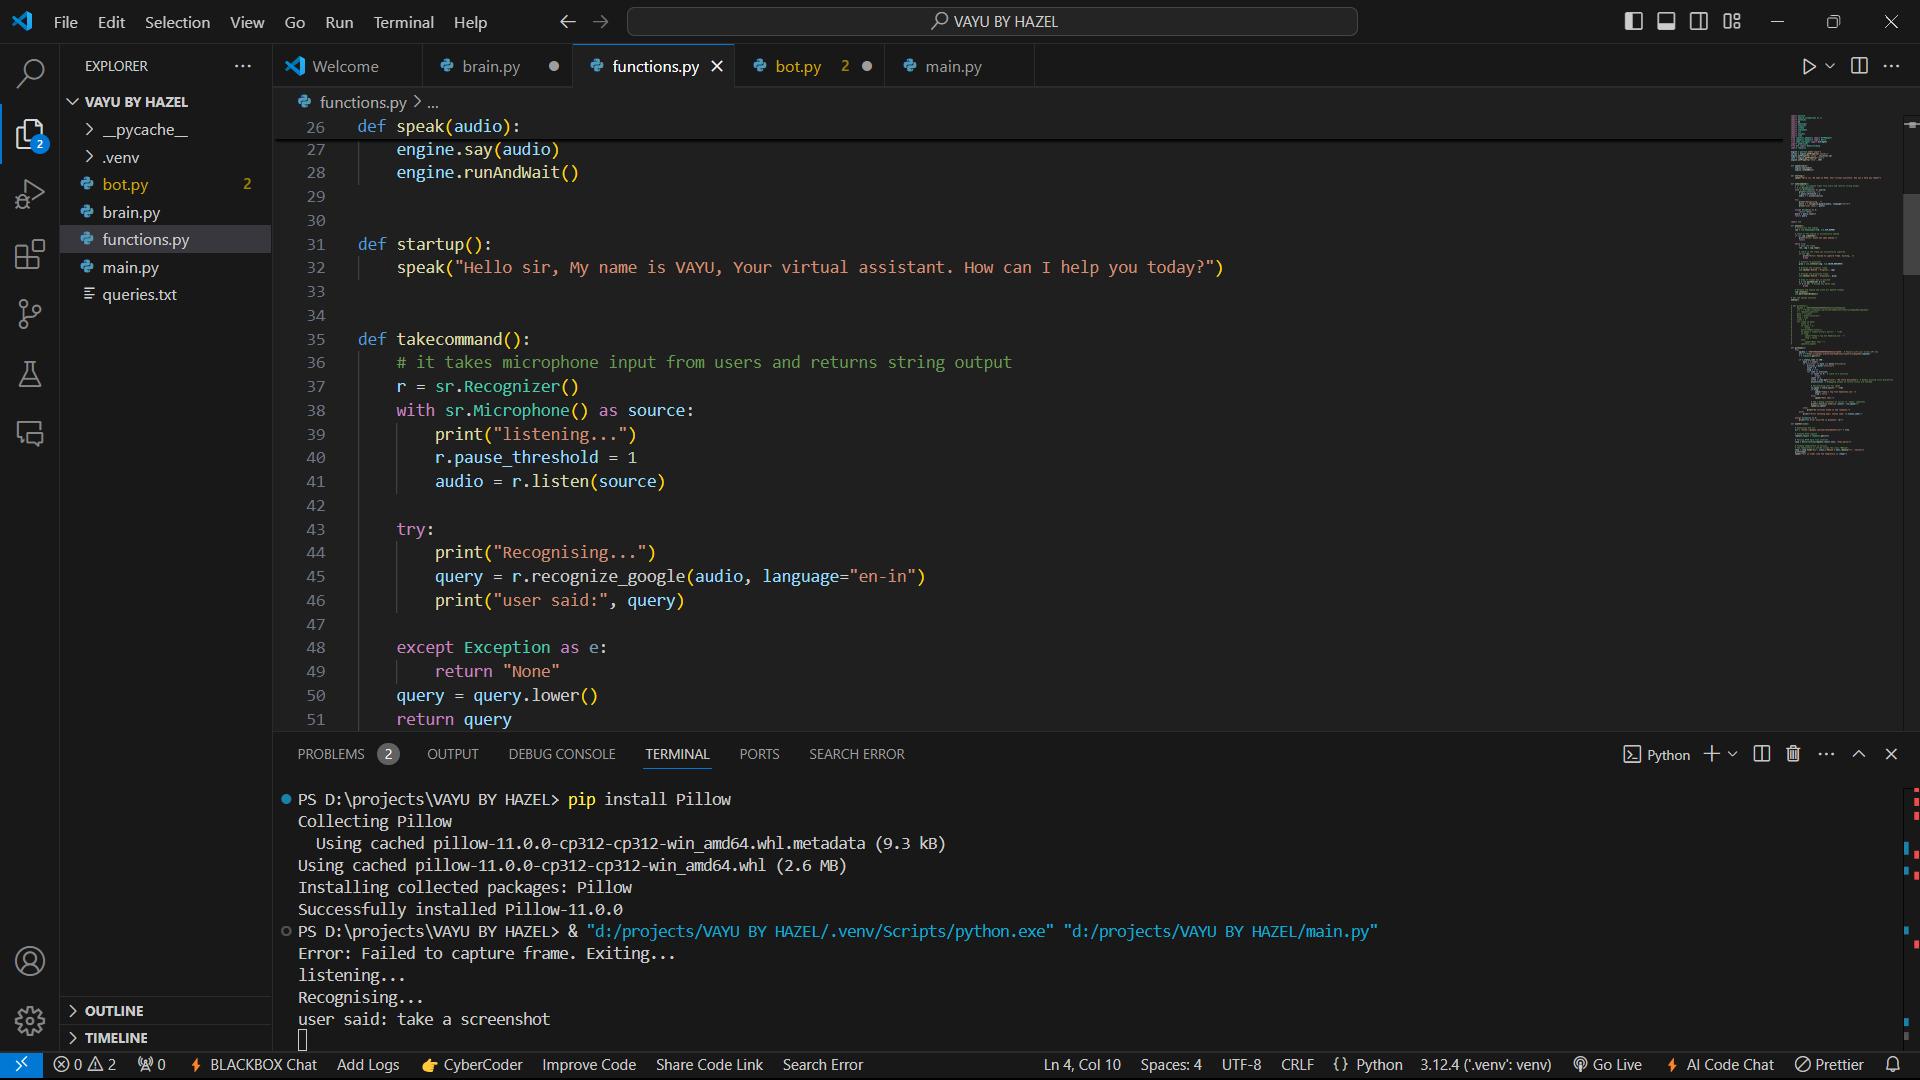 File Edit Selection View Go Run Terminal Help
VAYU BY HAZEL
EXPLORER
VAYU BY HAZEL
__pycache__
.venv
bot.py 2
brain.py
functions.py
main.py
queries.txt
OUTLINE
TIMELINE
2
Welcome brain.py functions.py bot.py 2 main.py
functions.py > ...
26 def speak(audio):
27 engine.say(audio)
28 engine.runAndWait()
29
30
31 def startup():
32 speak("Hello sir, My name is VAYU, Your virtual assistant. How can I help you today?")
33
34
35 def takecommand():
36 # it takes microphone input from users and returns string output
37 r = sr.Recognizer()
38 with sr.Microphone() as source:
39 print("listening...")
40 r.pause_threshold = 1
41 audio = r.listen(source)
42
43 try:
44 print("Recognising...")
45 query = r.recognize_google(audio, language="en-in")
46 print("user said:", query)
47
48 except Exception as e:
49 return "None"
50 query = query.lower()
51 return query
PROBLEMS 2 OUTPUT DEBUG CONSOLE TERMINAL PORTS SEARCH ERROR
Python
PS D:\projects\VAYU BY HAZEL> pip install Pillow
Collecting Pillow
Using cached pillow-11.0.0-cp312-cp312-win_amd64.whl.metadata (9.3 kB)
Using cached pillow-11.0.0-cp312-cp312-win_amd64.whl (2.6 MB)
Installing collected packages: Pillow
Successfully installed Pillow-11.0.0
PS D:\projects\VAYU BY HAZEL> & "d:/projects/VAYU BY HAZEL/.venv/Scripts/python.exe" "d:/projects/VAYU BY HAZEL/main.py"
Error: Failed to capture frame. Exiting...
listening...
Recognising...
user said: take a screenshot
0 2 0 BLACKBOX Chat Add Logs CyberCoder Improve Code Share Code Link Search Error Ln 4, Col 10 Spaces: 4 UTF-8 CRLF {} Python 3.12.4 ('.venv': venv) Go Live AI Code Chat Prettier